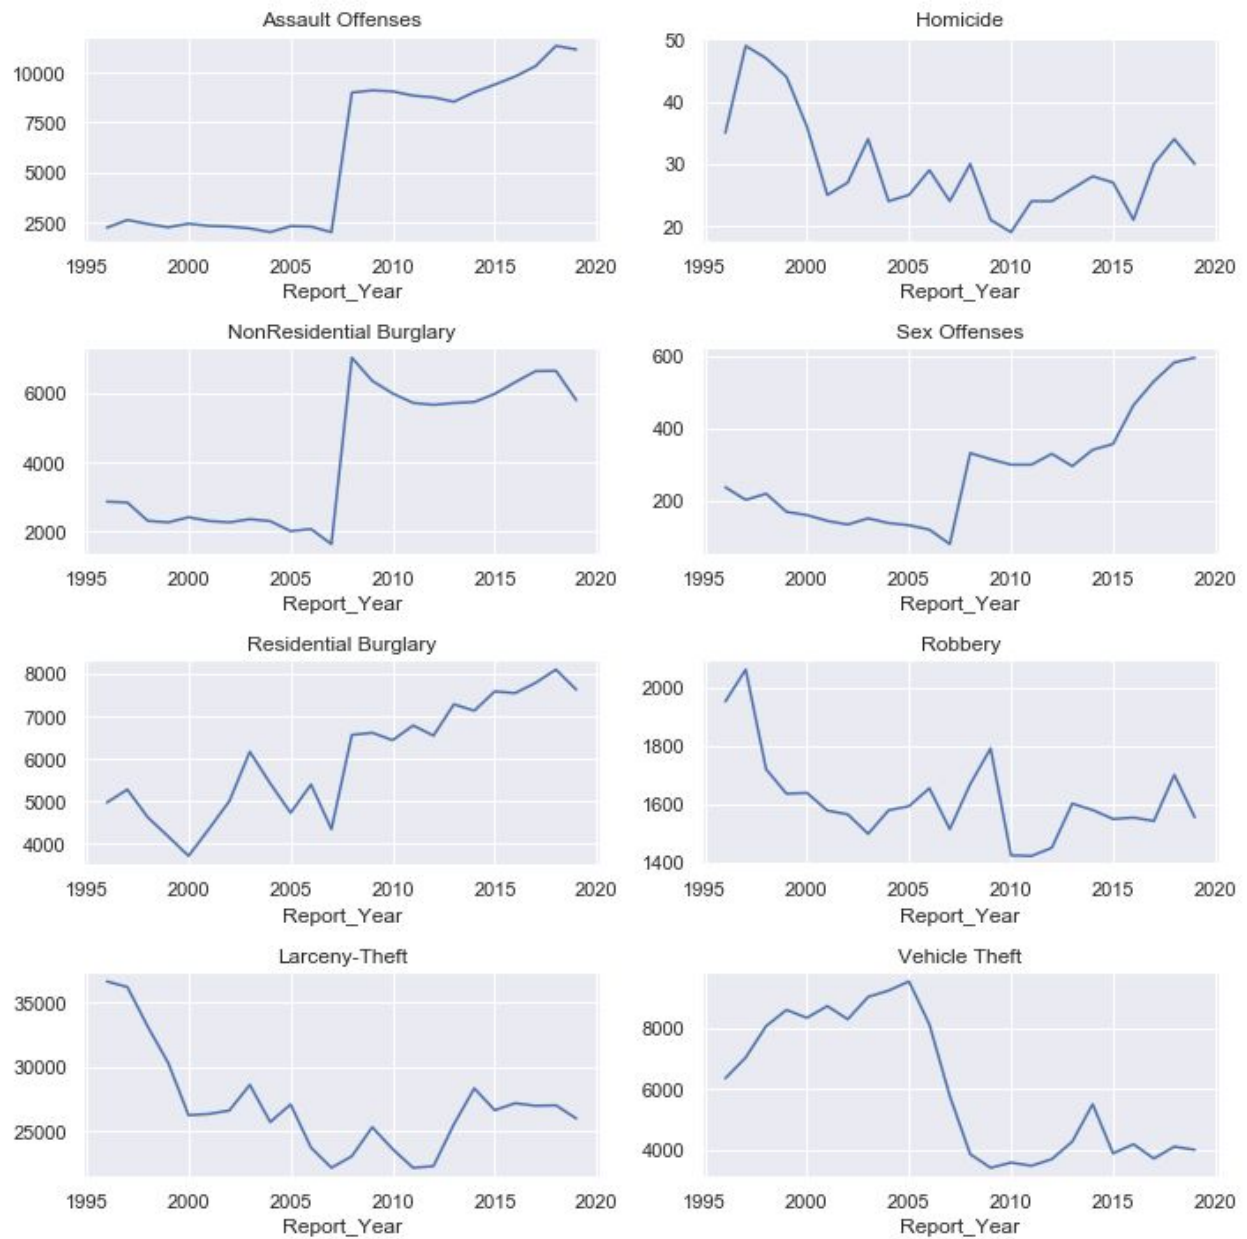 Assault Offenses
10000
7500
5000
2500
1995 2000 2005 2010 2015 2020
Report_Year
Homicide
50
40
30
20
1995 2000 2005 2010 2015 2020
Report_Year
NonResidential Burglary
6000
4000
2000
1995 2000 2005 2010 2015 2020
Report_Year
Sex Offenses
600
400
200
1995 2000 2005 2010 2015 2020
Report_Year
Residential Burglary
8000
7000
6000
5000
4000
1995 2000 2005 2010 2015 2020
Report_Year
Robbery
2000
1800
1600
1400
1995 2000 2005 2010 2015 2020
Report_Year
Larceny-Theft
35000
30000
25000
1995 2000 2005 2010 2015 2020
Report_Year
Vehicle Theft
8000
6000
4000
1995 2000 2005 2010 2015 2020
Report_Year